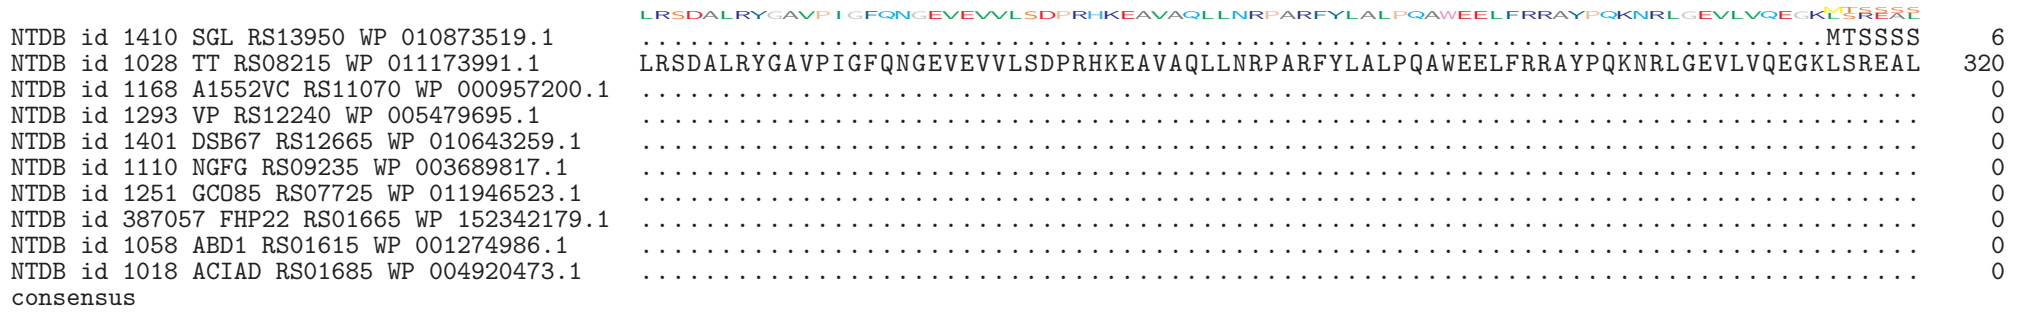 MTSSSS
LRSDALRYGAVPIGFQNGEVEVVLSDPRHKEAVAQLLNRPARFYLALPQAWEELFRRAYPQKNRLGEVLVQEGKLSREAL
NTDB id 1410 SGL RS13950 WP 010873519.1 ..........................................................................MTSSSS 6
NTDB id 1028 TT RS08215 WP 011173991.1 LRSDALRYGAVPIGFQNGEVEVVLSDPRHKEAVAQLLNRPARFYLALPQAWEELFRRAYPQKNRLGEVLVQEGKLSREAL 320
NTDB id 1168 A1552VC RS11070 WP 000957200.1 ................................................................................ 0
NTDB id 1293 VP RS12240 WP 005479695.1 ................................................................................ 0
NTDB id 1401 DSB67 RS12665 WP 010643259.1 ................................................................................ 0
NTDB id 1110 NGFG RS09235 WP 003689817.1 ................................................................................ 0
NTDB id 1251 GCO85 RS07725 WP 011946523.1 ................................................................................ 0
NTDB id 387057 FHP22 RS01665 WP 152342179.1 ................................................................................ 0
NTDB id 1058 ABD1 RS01615 WP 001274986.1 ................................................................................ 0
NTDB id 1018 ACIAD RS01685 WP 004920473.1 ................................................................................ 0
consensus